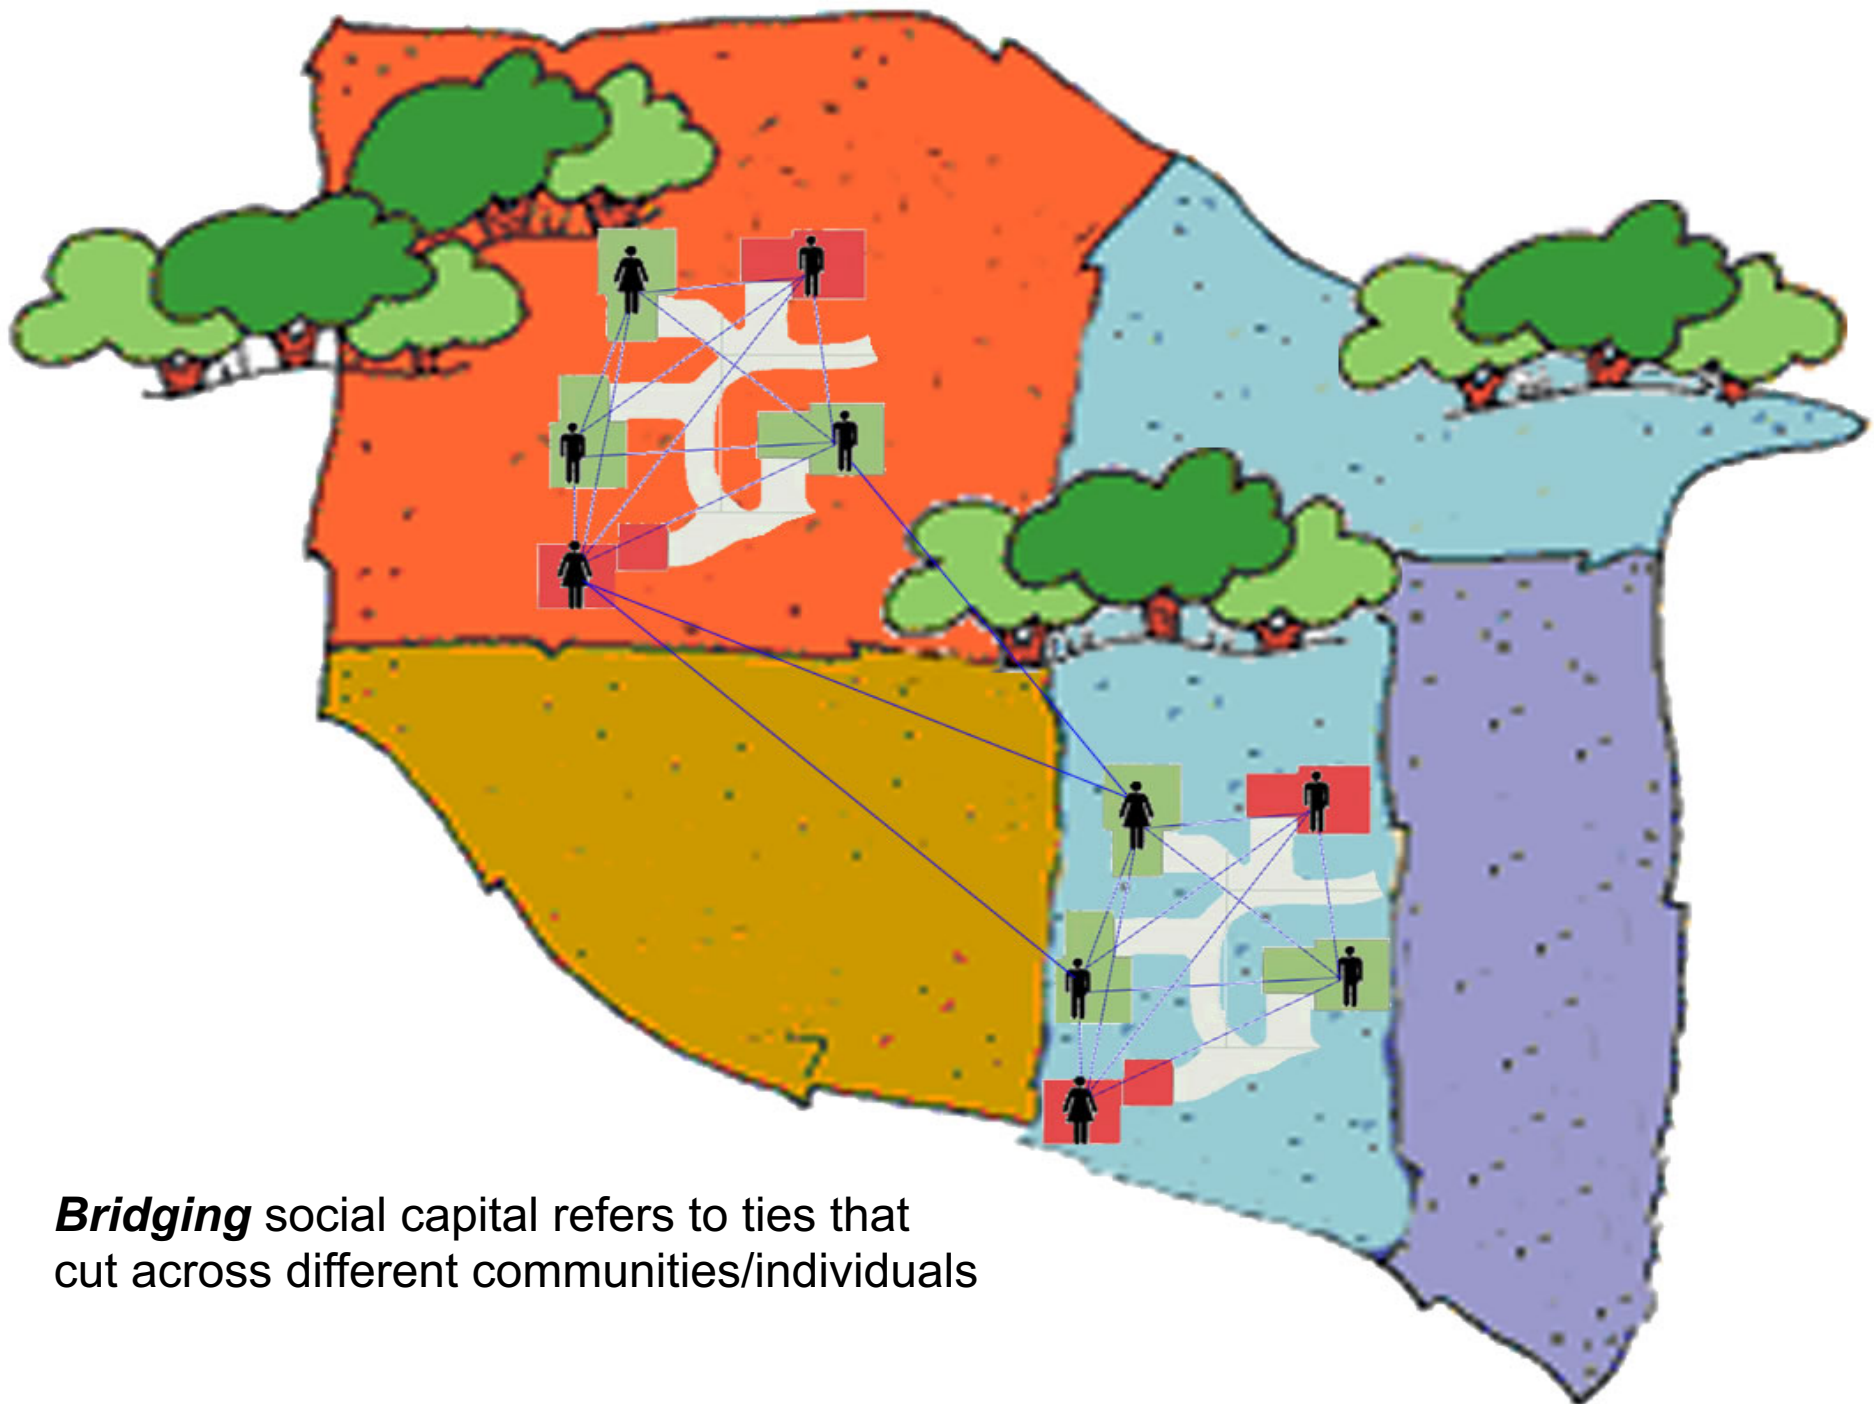 Bridging social capital refers to ties that
cut across different communities/individuals